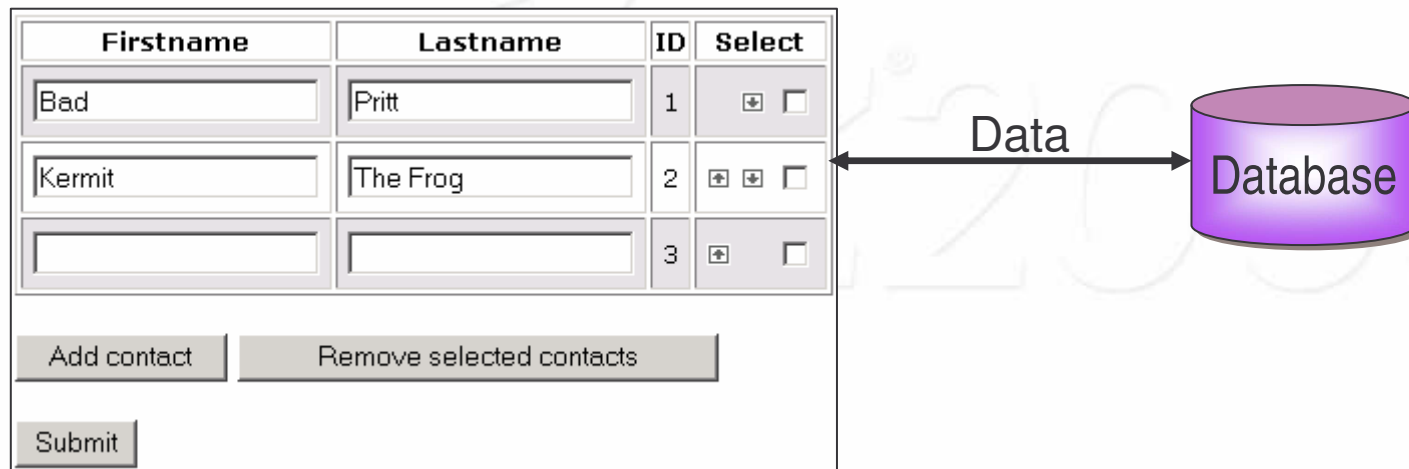 Firstname Lastname ID Select
Bad Pritt 1
Kermit The Frog 2
3
Add contact Remove selected contacts
Submit
Data
Database